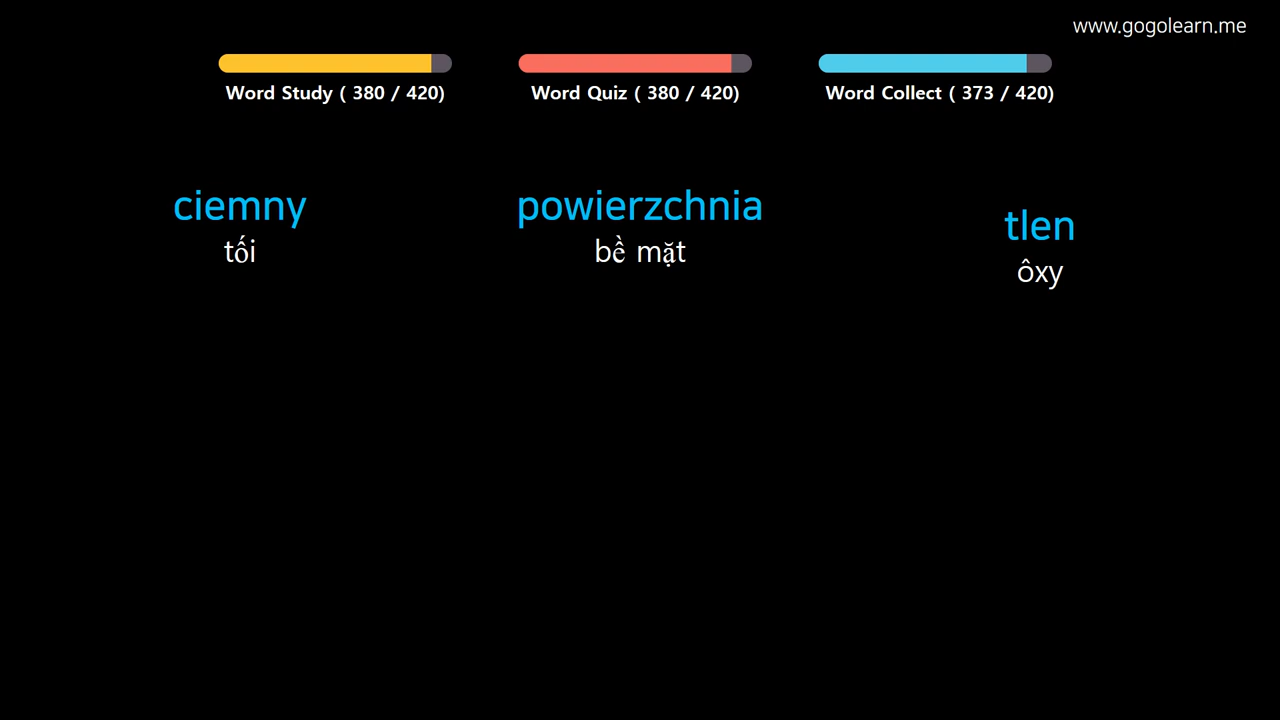 www.gogolearn.me
Word Study ( 380 / 420)
Word Quiz ( 380 / 420)
Word Collect ( 373 / 420)
ciemny
tối
powierzchnia
bề mặt
tlen
ôxy